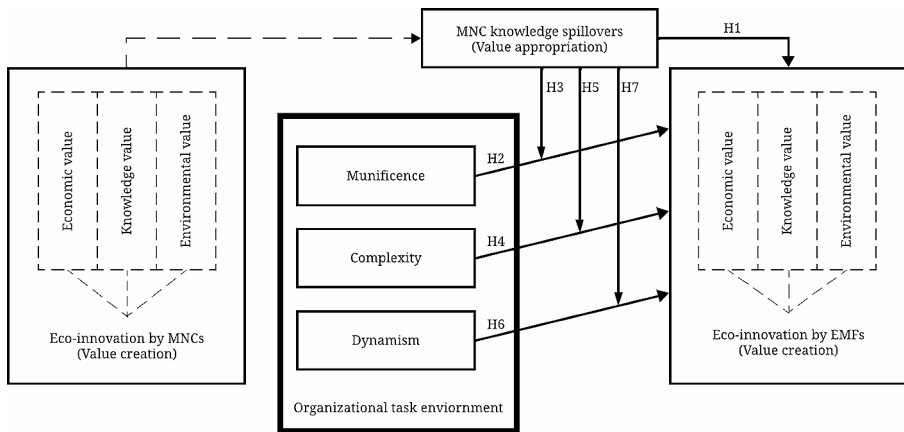 MNC knowledge spillovers
(Value appropriation)
H1
H3
H5
H7
Economic value
Knowledge value
Environmental value
Eco-innovation by MNCs
(Value creation)
Munificence
H2
Complexity
H4
Dynamism
H6
Organizational task enviornment
Economic value
Knowledge value
Environmental value
Eco-innovation by EMFs
(Value creation)